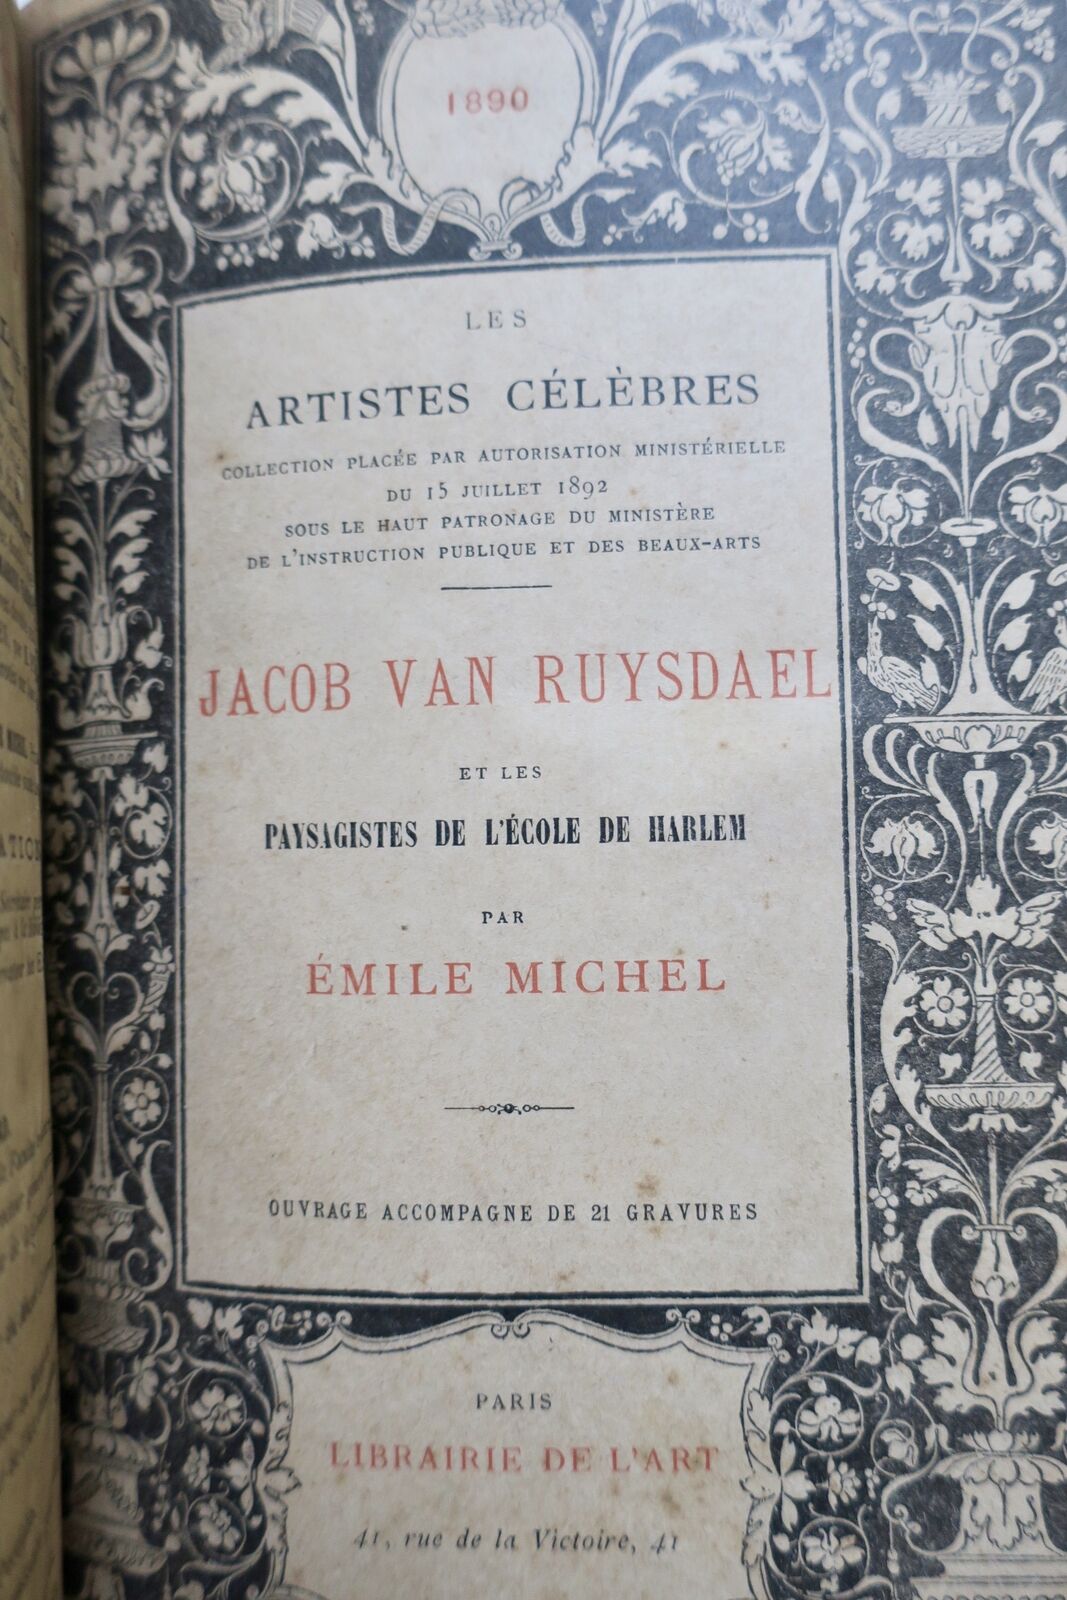 1890
LES
ARTISTES CÉLÈBRES
COLLECTION PLACÉE PAR AUTORISATION MINISTÉRIELLE
DU 15 JUILLET 1892
SOUS LE HAUT PATRONAGE DU MINISTÈRE
DE L'INSTRUCTION PUBLIQUE ET DES BEAUX-ARTS
JACOB VAN RUYSDAEL
ET LES
PAYSAGISTES DE L'ÉCOLE DE HARLEM
PAR
ÉMILE MICHEL
OUVRAGE ACCOMPAGNE DE 21 GRAVURES
PARIS
LIBRAIRIE DE L'ART
41, rue de la Victoire, 41